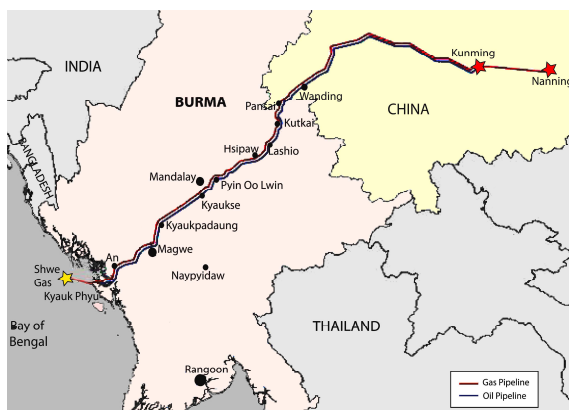 INDIA
BURMA
BANGLADESH
CHINA
Kunming
Nanning
Wanding
Pansai
Kutkai
Hsipaw
Lashio
Mandalay
Pyin Oo Lwin
Kyaukse
Kyaukpadaung
Magwe
An
Shwe
Gas
Kyauk Phyu
Naypyidaw
Bay of
Bengal
THAILAND
Rangoon
Gas Pipeline
Oil Pipeline